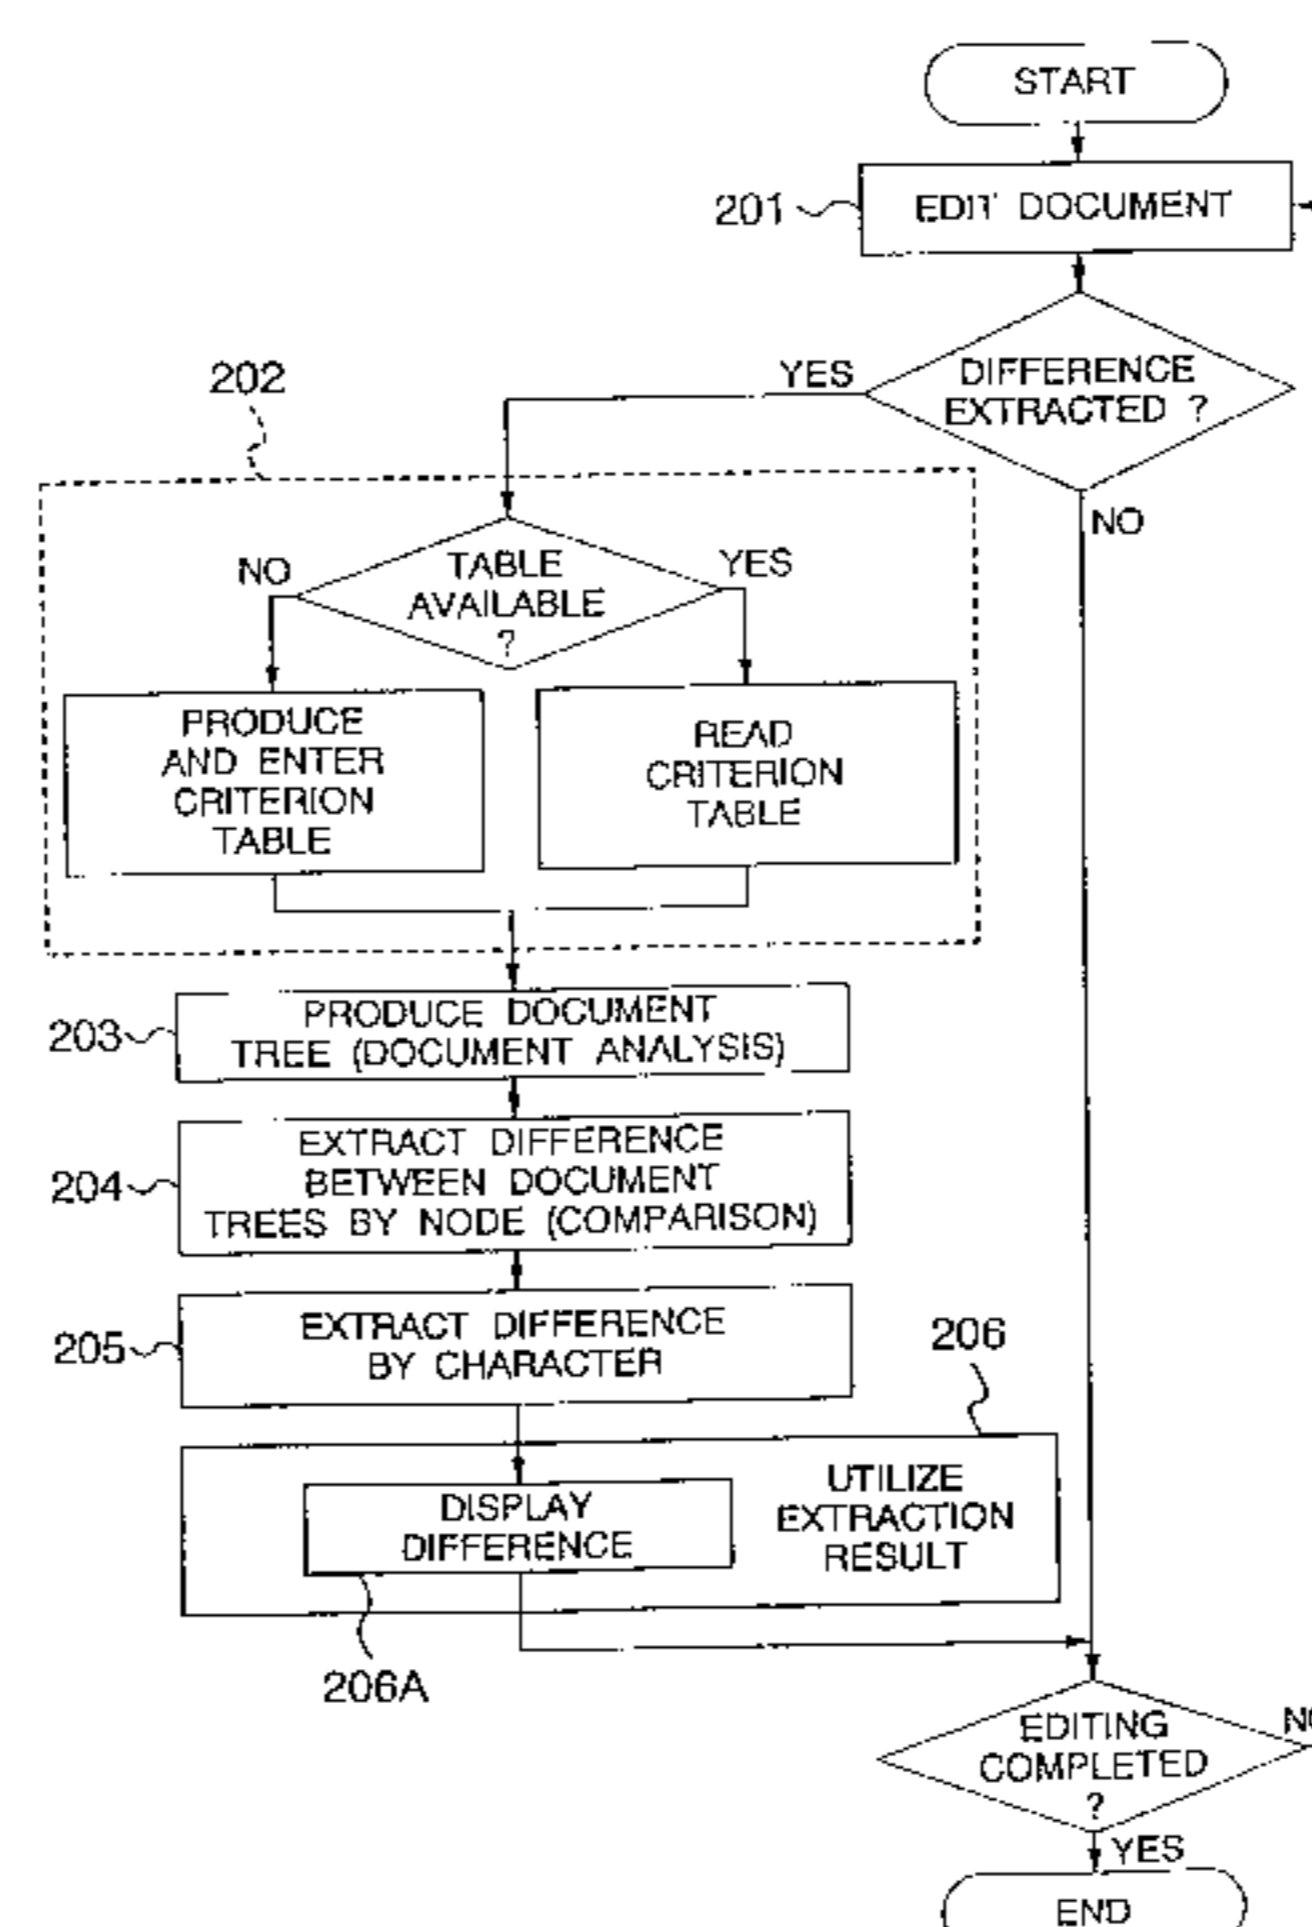 START
201
EDIT DOCUMENT
DIFFERENCE
EXTRACTED ?
YES
NO
202
TABLE
AVAILABLE
?
NO
YES
PRODUCE
AND ENTER
CRITERION
TABLE
READ
CRITERION
TABLE
203
PRODUCE DOCUMENT
TREE (DOCUMENT ANALYSIS)
204
EXTRACT DIFFERENCE
BETWEEN DOCUMENT
TREES BY NODE (COMPARISON)
205
EXTRACT DIFFERENCE
BY CHARACTER
206
DISPLAY
DIFFERENCE
UTILIZE
EXTRACTION
RESULT
206A
EDITING
COMPLETED
?
NO
YES
END